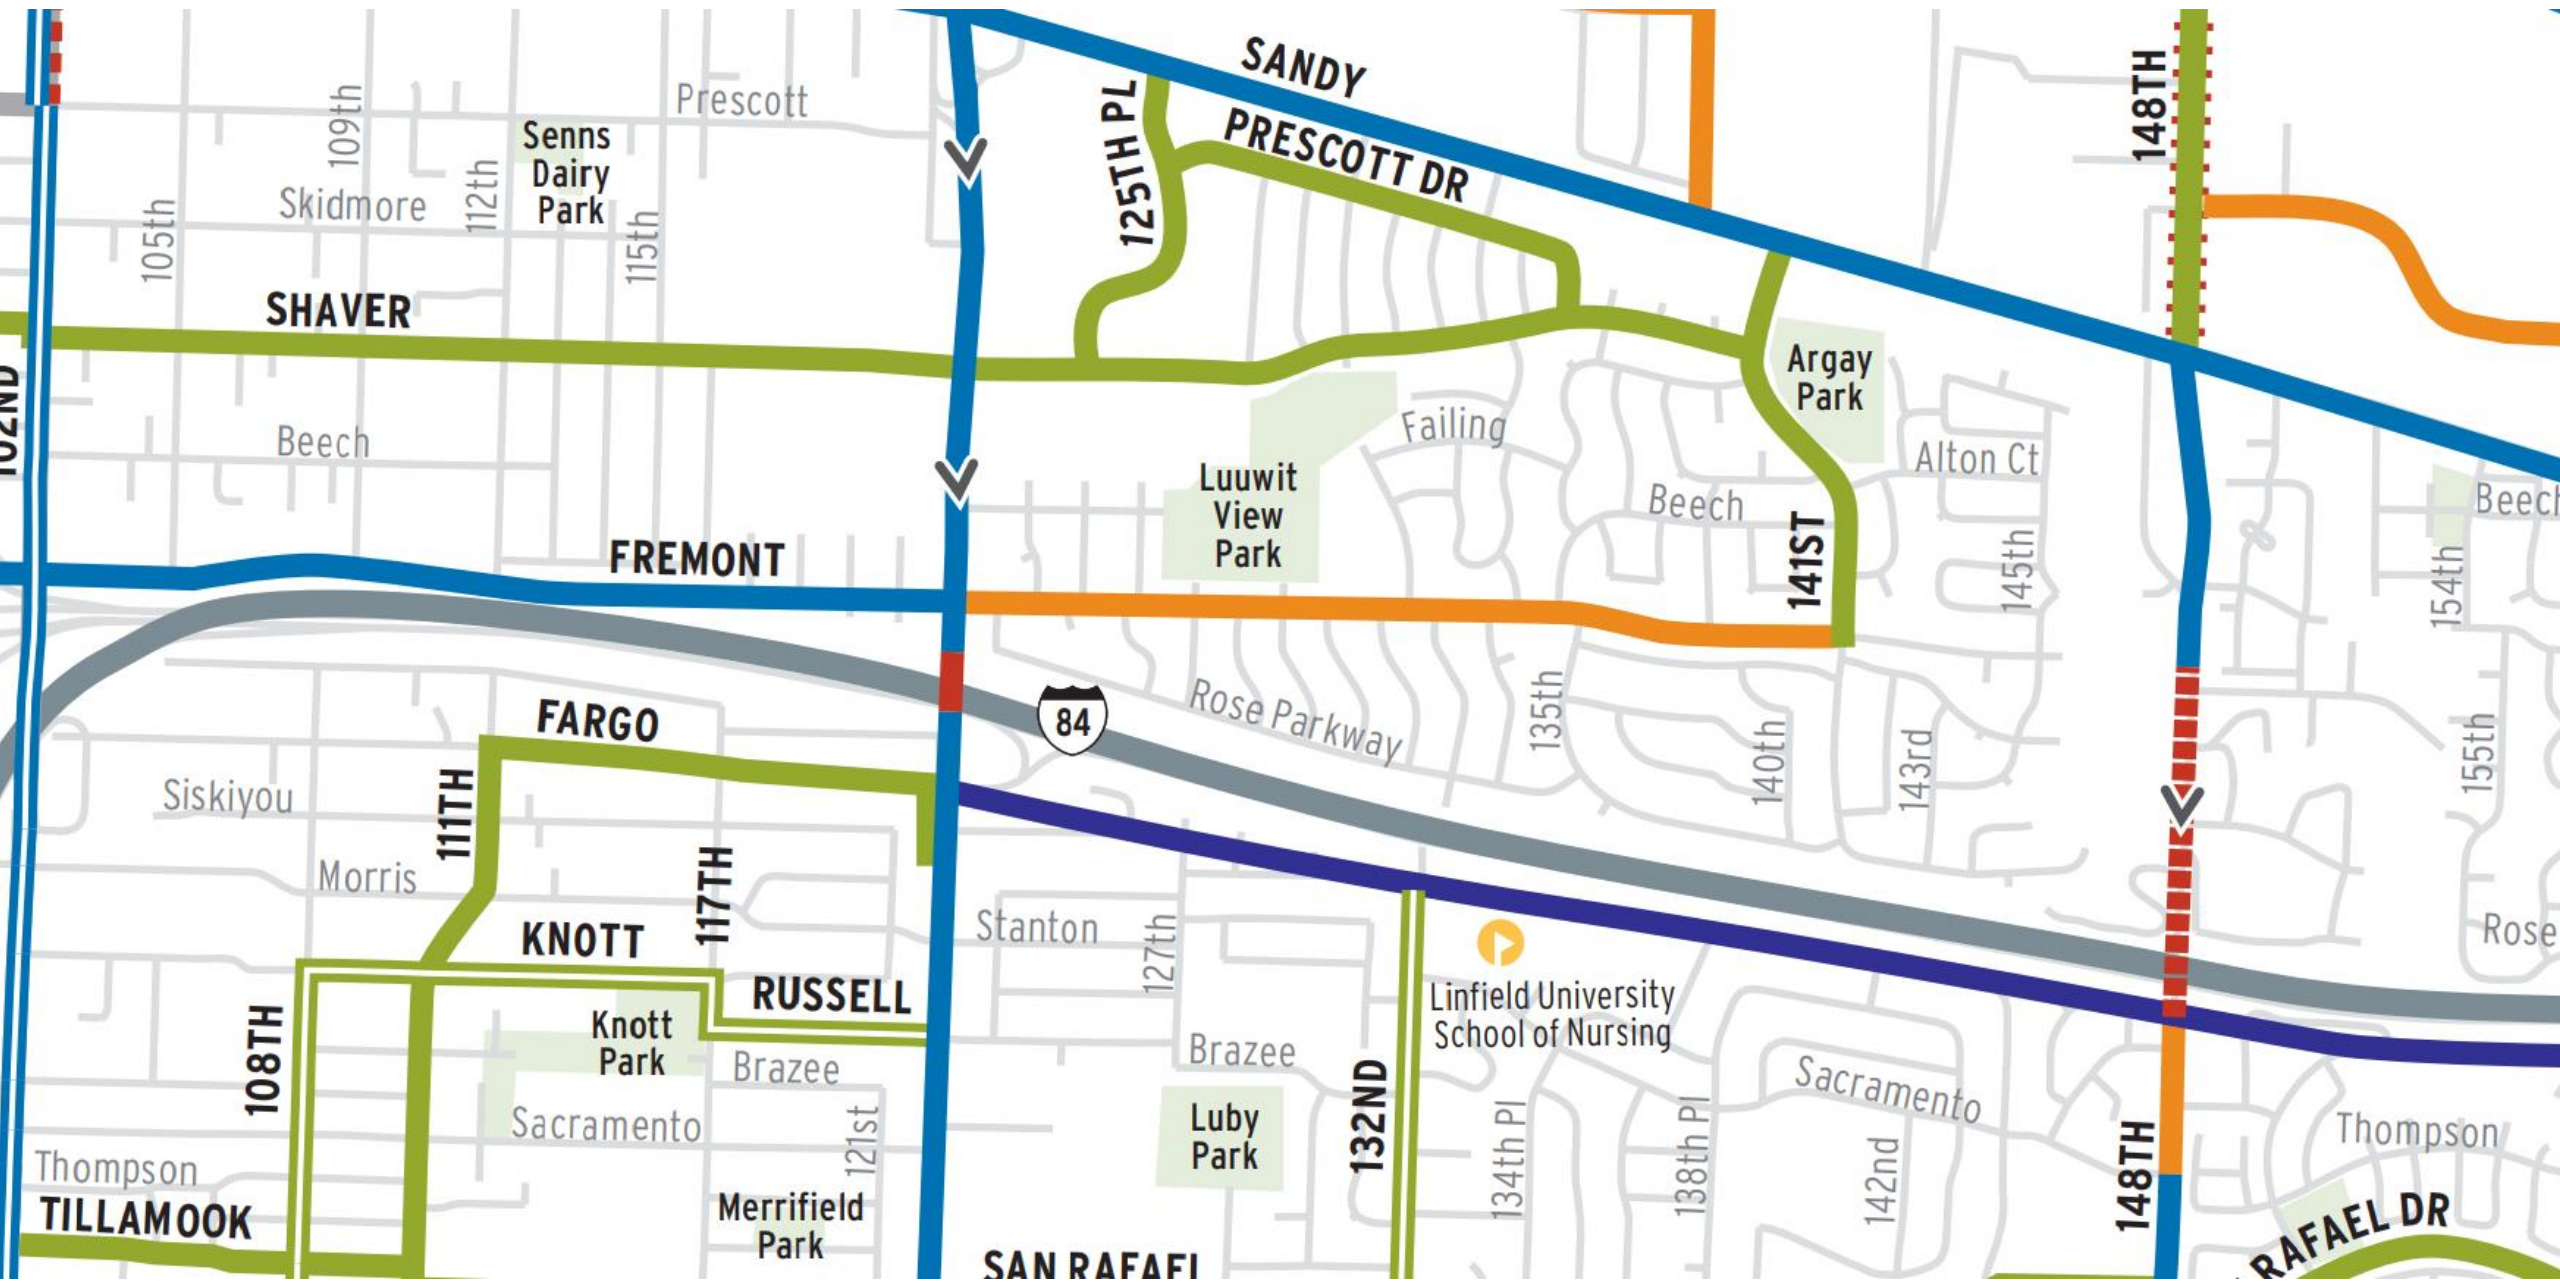 SANDY
148TH
Prescott
109th
125TH PL
PRESCOTT DR
Senns
Dairy
Park
112th
Skidmore
105th
115th
SHAVER
Argay
Park
102ND
Failing
Beech
Alton Ct
Luuwit
View
Park
Beech
Beech
141ST
FREMONT
145th
154th
84
Rose Parkway
135th
FARGO
140th
143rd
155th
Siskiyou
111TH
Morris
117TH
KNOTT
Stanton
127th
Rose
Linfield University
School of Nursing
RUSSELL
Knott
Park
108TH
Brazee
Brazee
132ND
Sacramento
Sacramento
121st
Luby
Park
134th Pl
138th Pl
142nd
148TH
Thompson
Thompson
TILLAMOOK
Merrifield
Park
SAN RAFAEL
RAFAEL DR